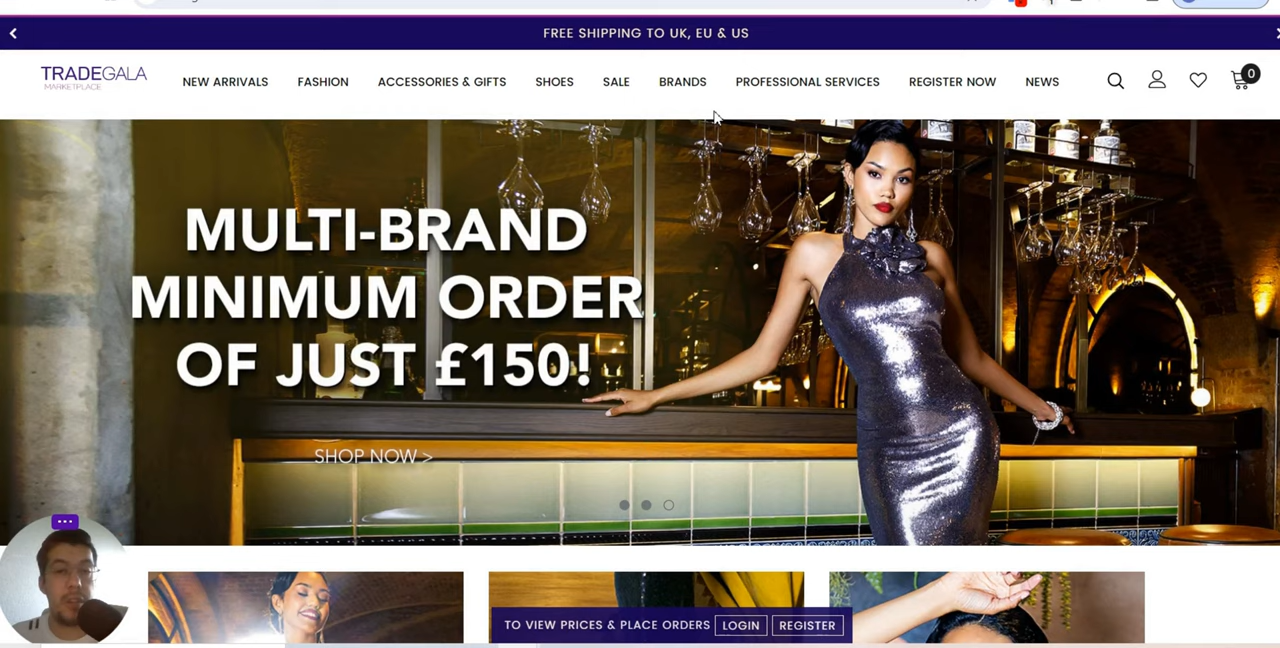 FREE SHIPPING TO UK, EU & US
TRADEGALA
MARKETPLACE
NEW ARRIVALS FASHION ACCESSORIES & GIFTS SHOES SALE BRANDS PROFESSIONAL SERVICES REGISTER NOW NEWS
0
MULTI-BRAND
MINIMUM ORDER
OF JUST £150!
SHOP NOW >
TO VIEW PRICES & PLACE ORDERS LOGIN REGISTER